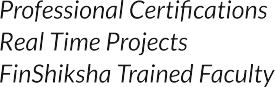 Professional Certifications
Real Time Projects
FinShiksha Trained Faculty